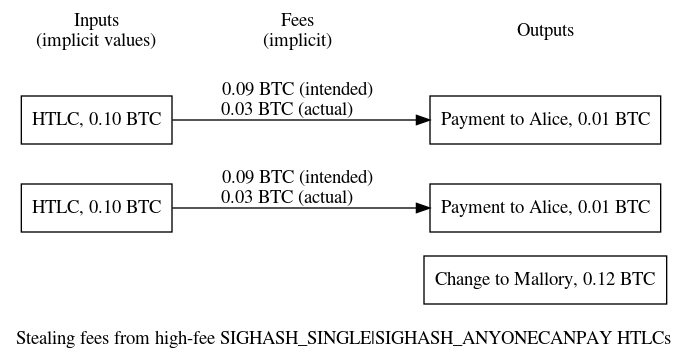 Inputs
(implicit values)
Fees
(implicit)
Outputs
HTLC, 0.10 BTC
0.09 BTC (intended)
0.03 BTC (actual)
Payment to Alice, 0.01 BTC
HTLC, 0.10 BTC
0.09 BTC (intended)
0.03 BTC (actual)
Payment to Alice, 0.01 BTC
Change to Mallory, 0.12 BTC
Stealing fees from high-fee SIGHASH_SINGLE|SIGHASH_ANYONECANPAY HTLCs